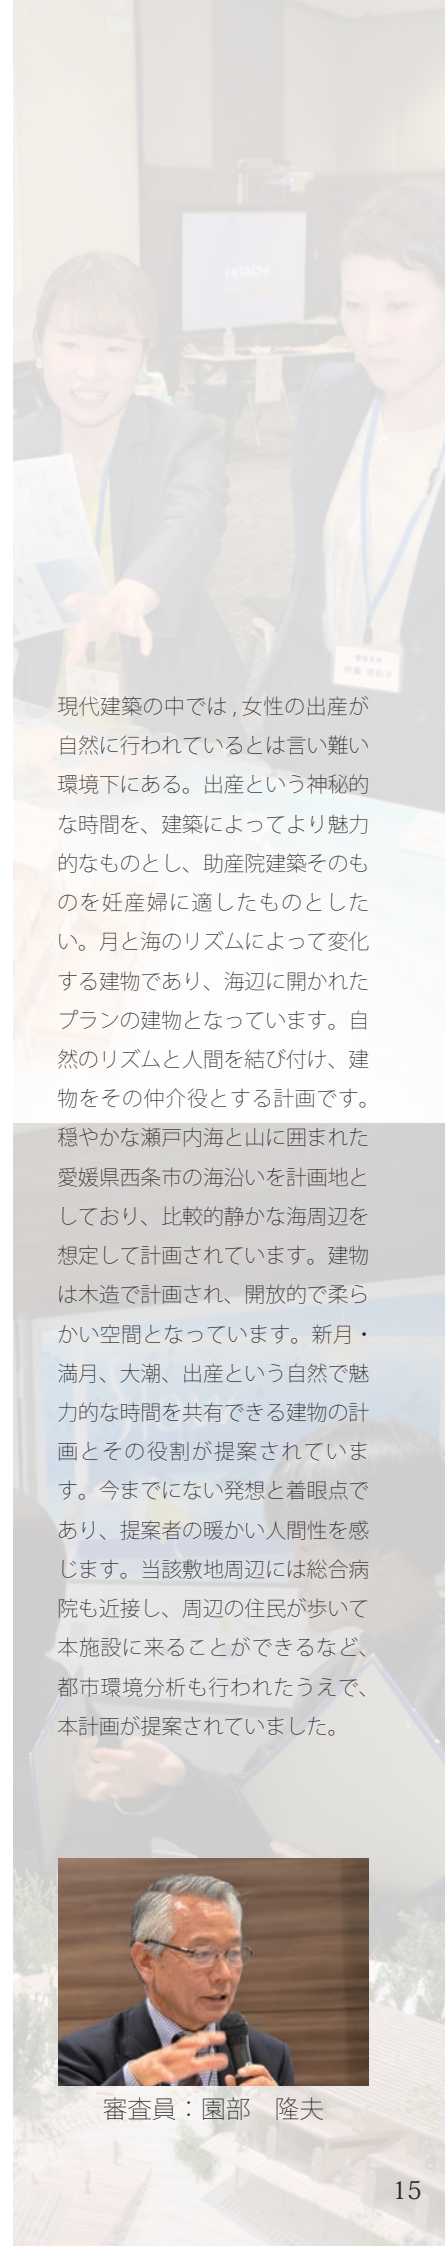 HITACHI
現代建築の中では , 女性の出産が
自然に行われているとは言い難い
環境下にある。出産という神秘的
な時間を、建築によってより魅力
的なものとし、助産院建築そのも
のを妊産婦に適したものとした
い。月と海のリズムによって変化
する建物であり、海辺に開かれた
プランの建物となっています。自
然のリズムと人間を結び付け、建
物をその仲介役とする計画です。
穏やかな瀬戸内海と山に囲まれた
愛媛県西条市の海沿いを計画地と
しており、比較的静かな海周辺を
想定して計画されています。建物
は木造で計画され、開放的で柔ら
かい空間となっています。新月・
満月、大潮、出産という自然で魅
力的な時間を共有できる建物の計
画とその役割が提案されていま
す。今までにない発想と着眼点で
あり、提案者の暖かい人間性を感
じます。当該敷地周辺には総合病
院も近接し、周辺の住民が歩いて
本施設に来ることができるなど、
都市環境分析も行われたうえで、
本計画が提案されていました。
審査員：園部　隆夫
15